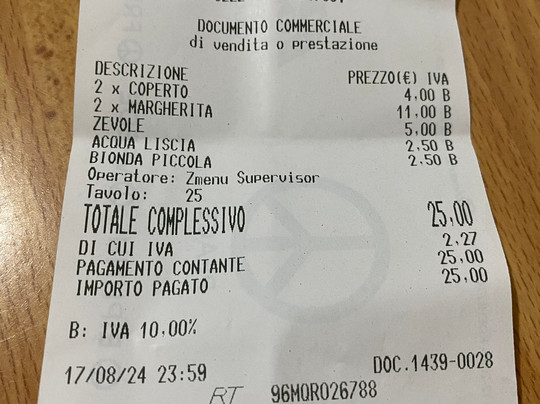 DOCUMENTO COMMERCIALE
di vendita o prestazione
DESCRIZIONE PREZZO(€) IVA
2 x COPERTO 4,00 B
2 x MARGHERITA 11,00 B
ZEVOLE 5,00 B
ACQUA LISCIA 2,50 B
BIONDA PICCOLA 2,50 B
Operatore: Zmenu Supervisor
Tavolo: 25
TOTALE COMPLESSIVO 25,00
DI CUI IVA 2,27
PAGAMENTO CONTANTE 25,00
IMPORTO PAGATO 25,00
B: IVA 10,00%
17/08/24 23:59 DOC.1439-0028
RT 96MQR026788